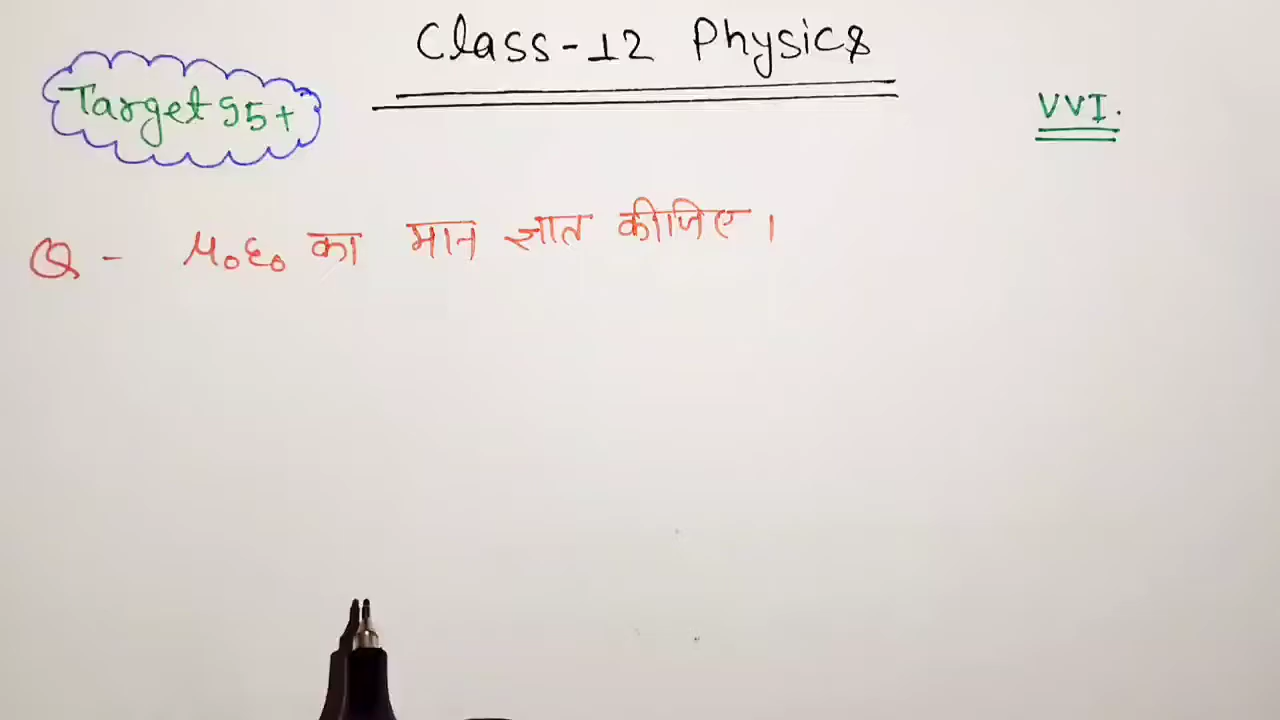 Class-12 Physics
Target 95+
VVI.
Q - μ₀ε₀ का मान ज्ञात कीजिए।